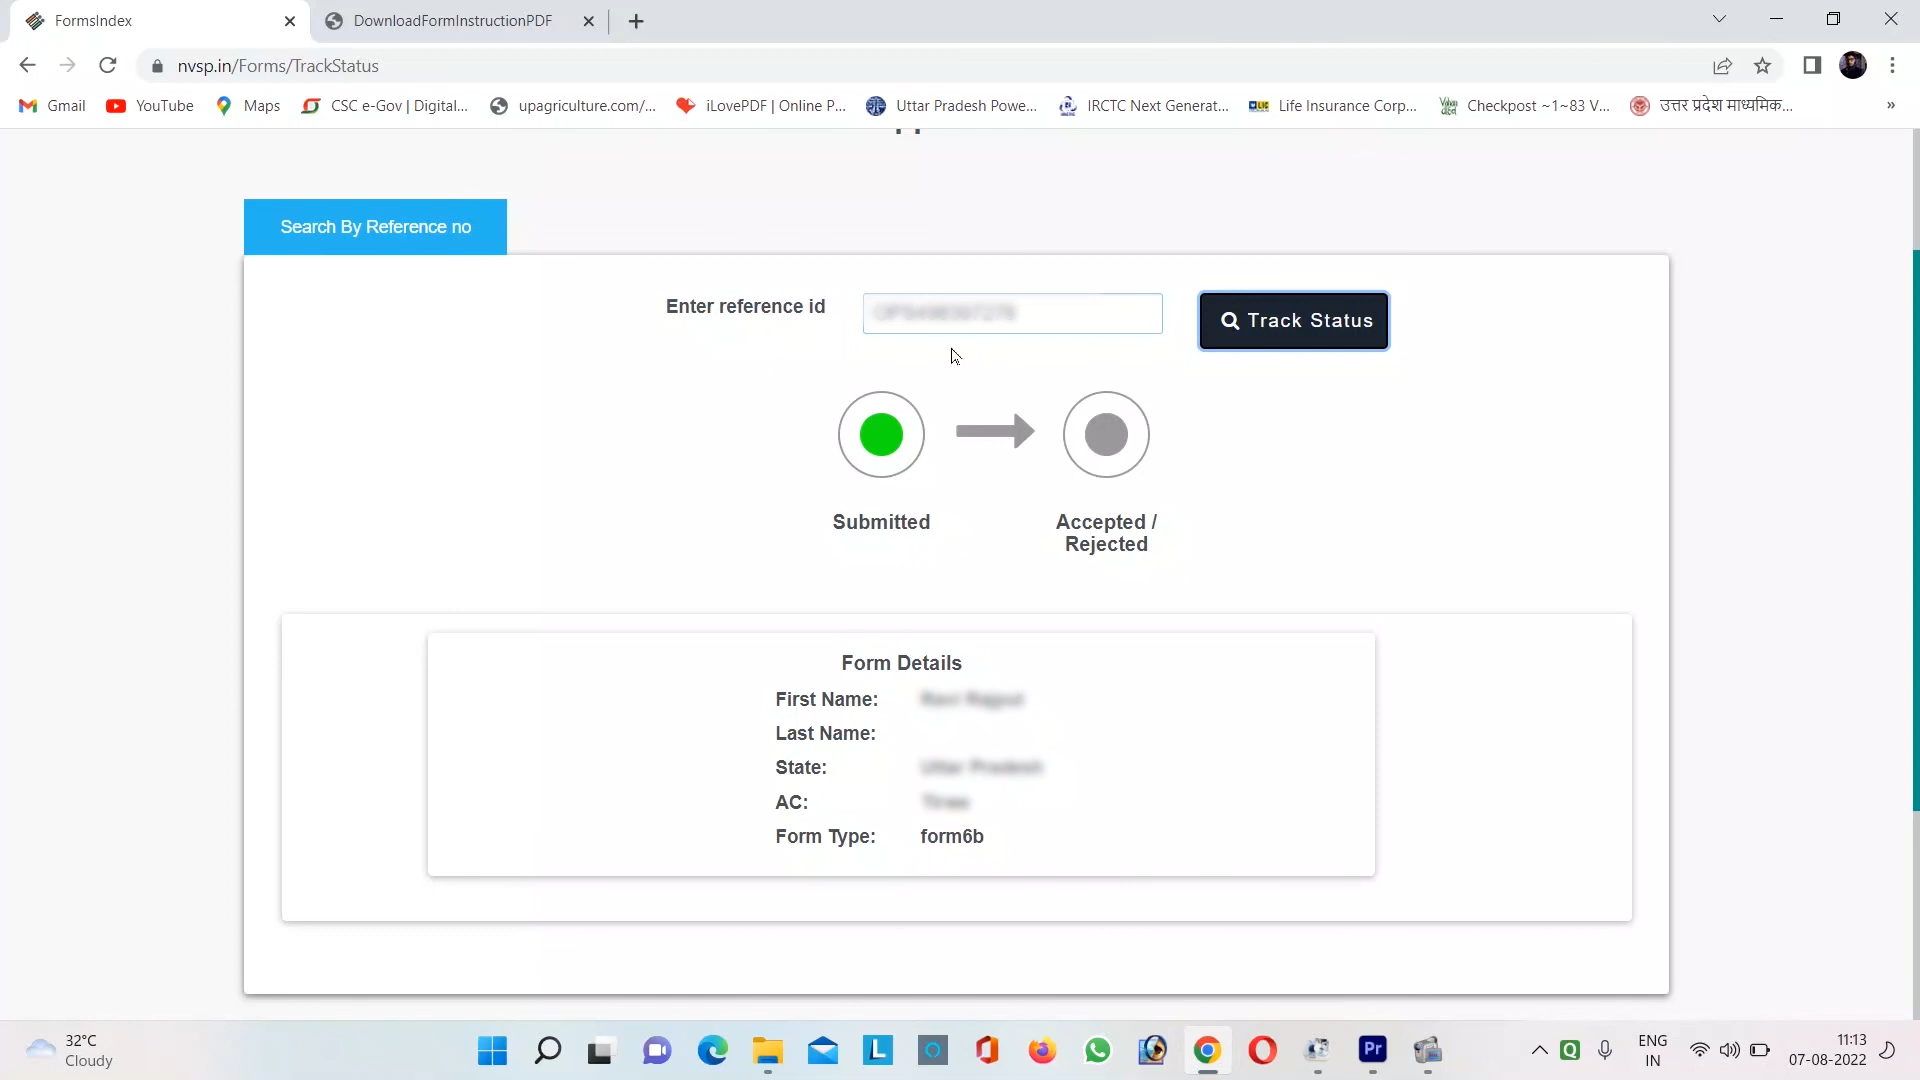 FormsIndex
DownloadFormInstructionPDF
nvsp.in/Forms/TrackStatus
Gmail
YouTube
Maps
CSC e-Gov | Digital...
upagriculture.com/...
iLovePDF | Online P...
Uttar Pradesh Powe...
IRCTC Next Generat...
Life Insurance Corp...
Checkpost ~1~83 V...
उत्तर प्रदेश माध्यमिक...
»
Search By Reference no
Enter reference id
Track Status
Submitted
Accepted /
Rejected
Form Details
First Name:
Last Name:
State:
AC:
Form Type: form6b
32°C
Cloudy
L
Pr
Q
ENG
IN
11:13
07-08-2022